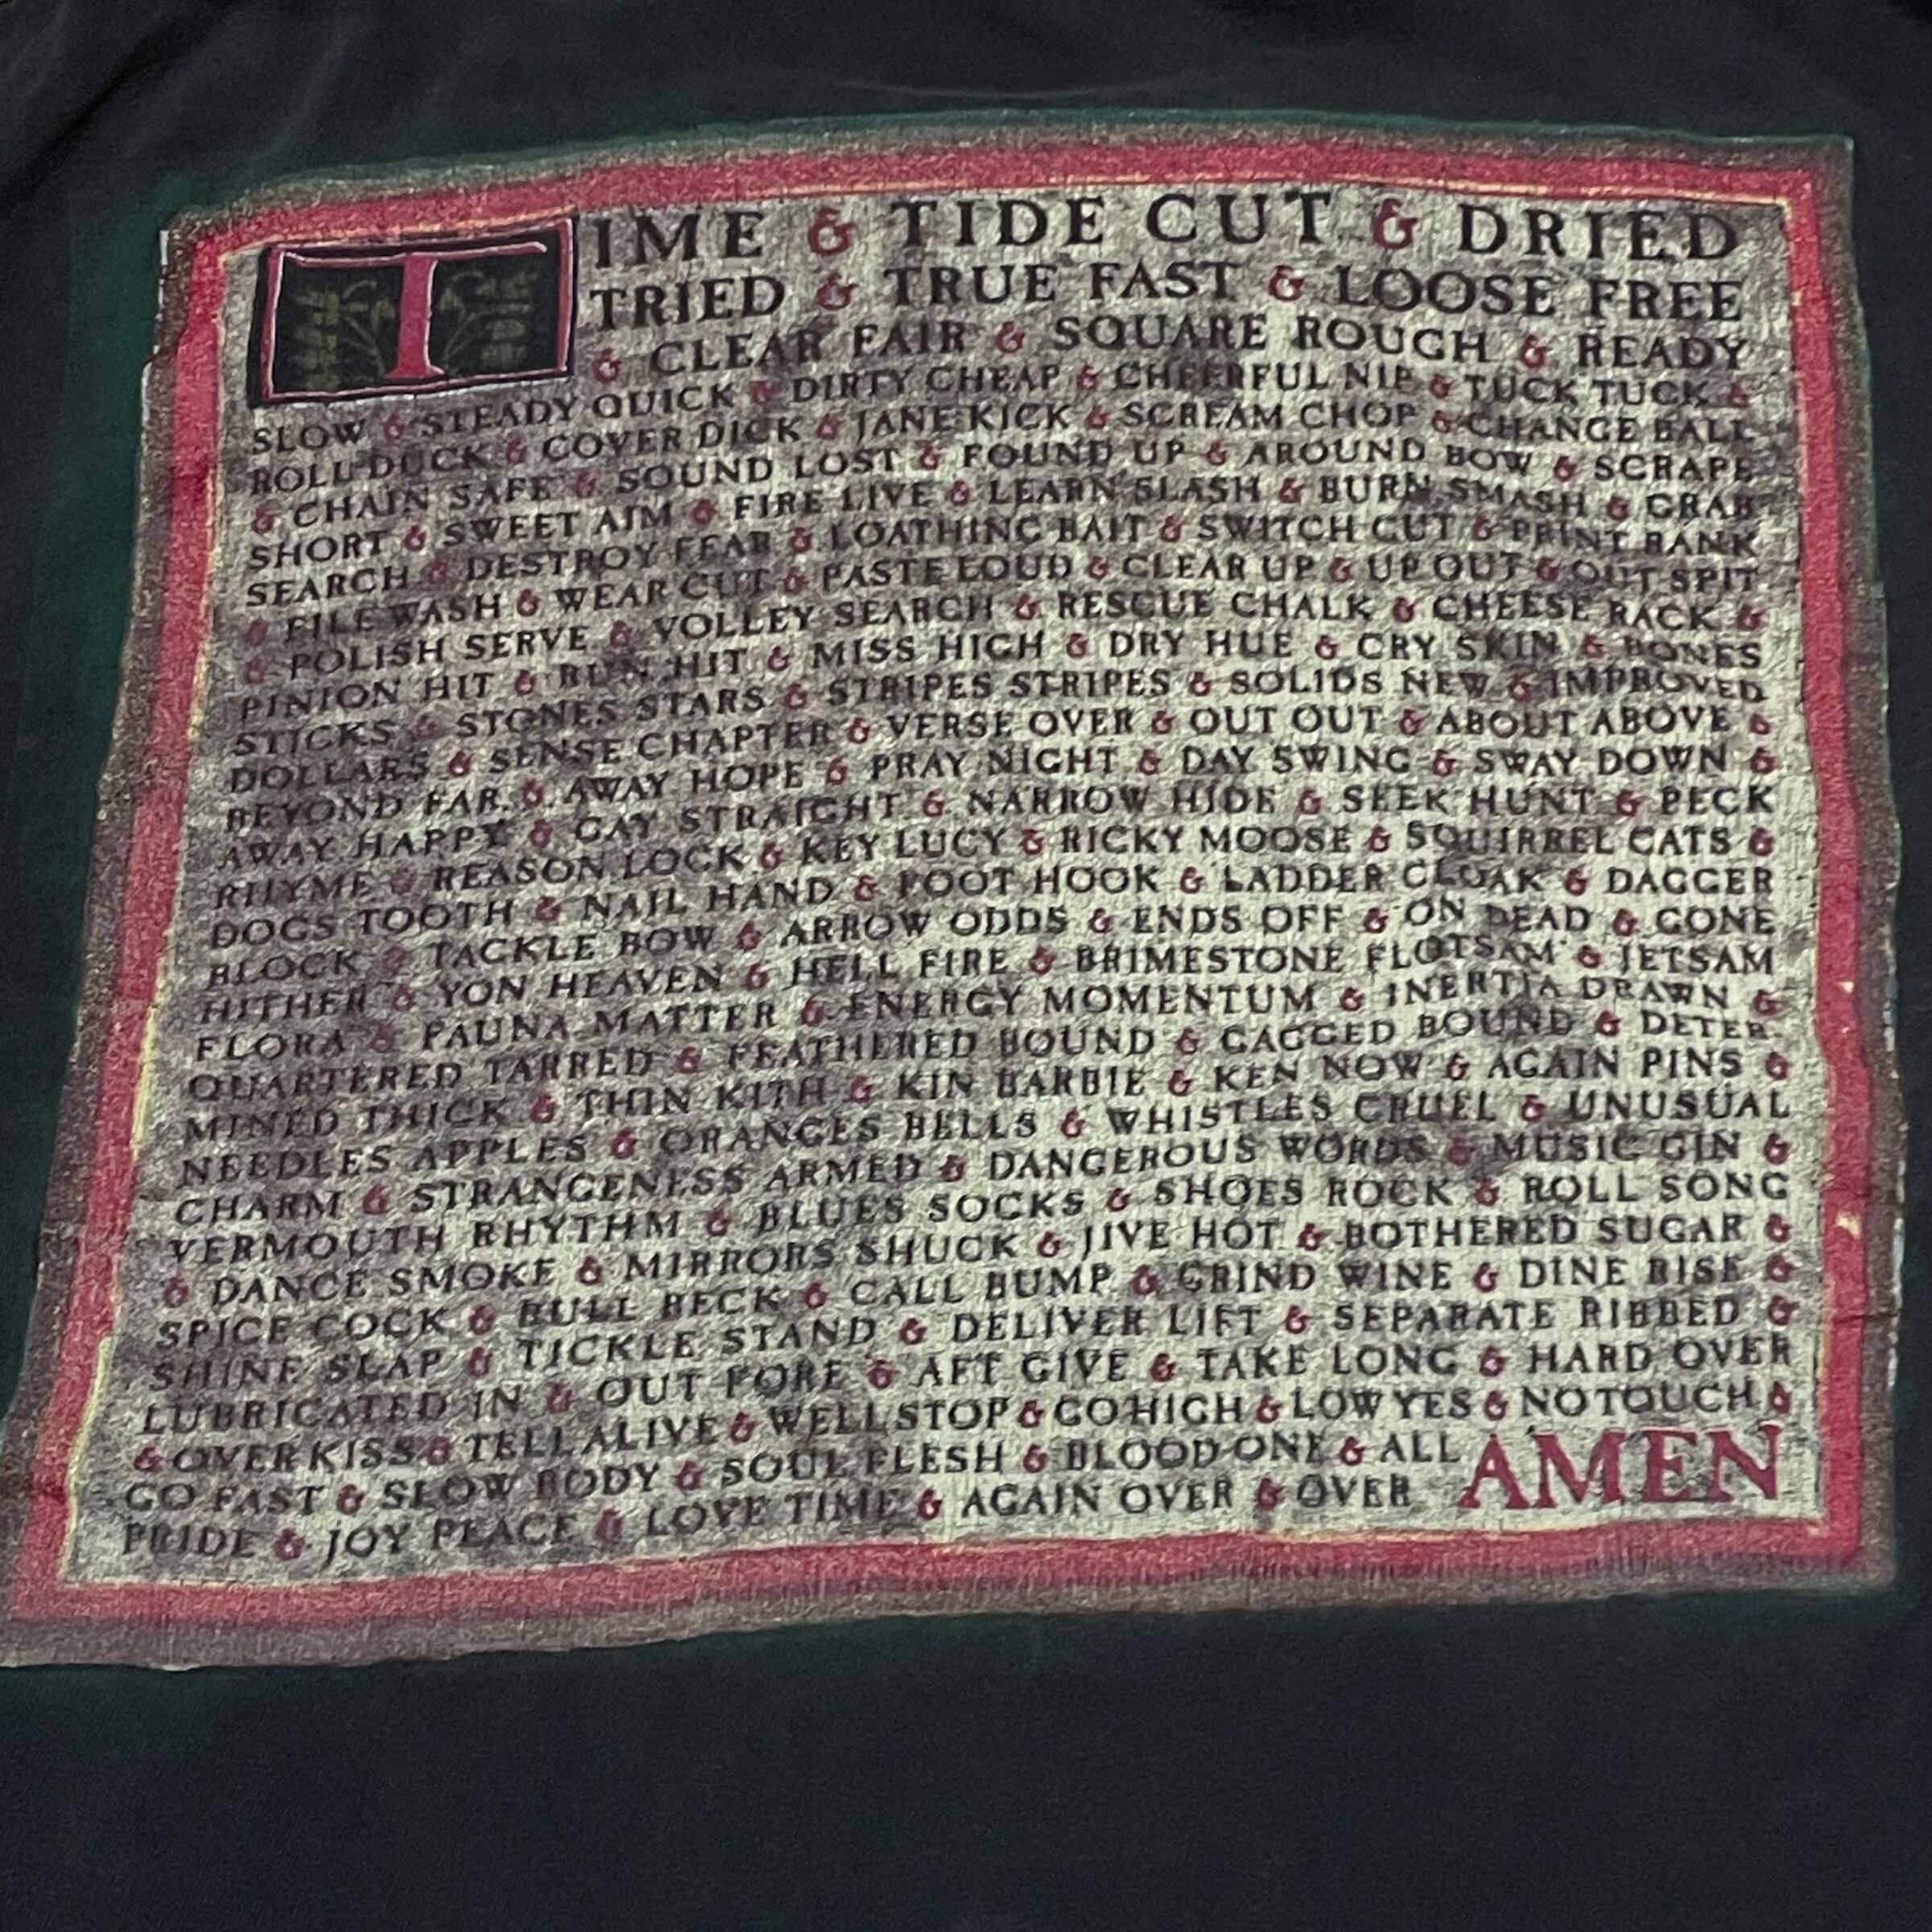 TIME & TIDE CUT & DRIED
TRIED & TRUE FAST & LOOSE FREE
& CLEAR FAIR & SQUARE ROUGH & READY
SLOW & STEADY QUICK & DIRTY CHEAP & CHEERFUL NIP & TUCK TUCK &
ROLL DUCK & COVER DICK & JANE KICK & SCREAM CHOP & CHANGE BALL
& CHAIN SAFE & SOUND LOST & FOUND UP & AROUND BOW & SCRAPE
SHORT & SWEET AIM & FIRE LIVE & LEARN SLASH & BURN SMASH & GRAB
SEARCH & DESTROY FEAR & LOATHING BAIT & SWITCH CUT & PRINT RANK
& FILE WASH & WEAR CUT & PASTE LOUD & CLEAR UP & UP OUT & OUT SPIT
& POLISH SERVE & VOLLEY SEARCH & RESCUE CHALK & CHEESE RACK &
PINION HIT & RUN HIT & MISS HIGH & DRY HUE & CRY SKIN & BONES
STICKS & STONES STARS & STRIPES STRIPES & SOLIDS NEW & IMPROVED
DOLLARS & SENSE CHAPTER & VERSE OVER & OUT OUT & ABOUT ABOVE &
BEYOND FAR & AWAY HOPE & PRAY NIGHT & DAY SWING & SWAY DOWN &
AWAY HAPPY & GAY STRAIGHT & NARROW HIDE & SEEK HUNT & PECK
RHYME & REASON LOCK & KEY LUCY & RICKY MOOSE & SQUIRREL CATS &
DOGS TOOTH & NAIL HAND & FOOT HOOK & LADDER CLOAK & DAGGER
BLOCK & TACKLE BOW & ARROW ODDS & ENDS OFF & ON DEAD & GONE
HITHER & YON HEAVEN & HELL FIRE & BRIMESTONE FLOTSAM & JETSAM
FLORA & FAUNA MATTER & ENERGY MOMENTUM & INERTIA DRAWN &
QUARTERED TARRED & FEATHERED BOUND & GAGGED BOUND & DETER
MINED THICK & THIN KITH & KIN BARBIE & KEN NOW & AGAIN PINS &
NEEDLES APPLES & ORANGES BELLS & WHISTLES CRUEL & UNUSUAL
CHARM & STRANGENESS ARMED & DANGEROUS WORDS & MUSIC GIN &
VERMOUTH RHYTHM & BLUES SOCKS & SHOES ROCK & ROLL SONG
& DANCE SMOKE & MIRRORS SHUCK & JIVE HOT & BOTHERED SUGAR &
SPICE COCK & BULL BECK & CALL BUMP & GRIND WINE & DINE RISE &
SHINE SLAP & TICKLE STAND & DELIVER LIFT & SEPARATE RIBBED &
LUBRICATED IN & OUT FORE & AFT GIVE & TAKE LONG & HARD OVER
& OVER KISS & TELL ALIVE & WELL STOP & GO HIGH & LOW YES & NO TOUCH &
GO FAST & SLOW BODY & SOUL FLESH & BLOOD ONE & ALL
PRIDE & JOY PEACE & LOVE TIME & AGAIN OVER & OVER AMEN